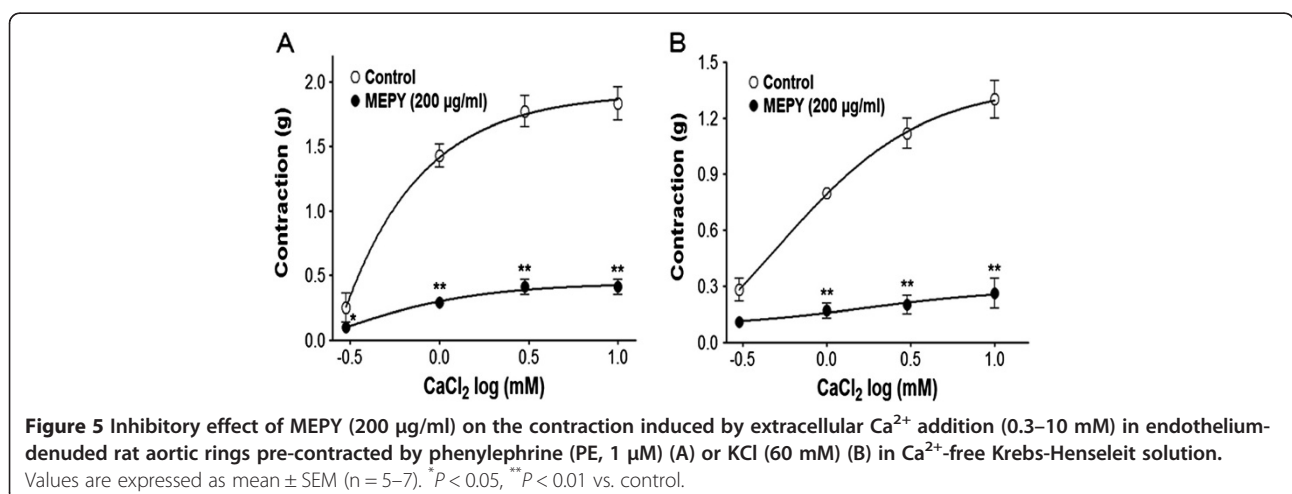 A
Control
MEPY (200 µg/ml)
Contraction (g)
2.0
1.5
1.0
0.5
0.0
*
**
**
**
-0.5
0.0
0.5
1.0
CaCl₂ log (mM)
B
Control
MEPY (200 µg/ml)
Contraction (g)
1.5
1.2
0.9
0.6
0.3
0.0
**
**
**
-0.5
0.0
0.5
1.0
CaCl₂ log (mM)
Figure 5 Inhibitory effect of MEPY (200 µg/ml) on the contraction induced by extracellular Ca²⁺ addition (0.3–10 mM) in endothelium-
denuded rat aortic rings pre-contracted by phenylephrine (PE, 1 µM) (A) or KCl (60 mM) (B) in Ca²⁺-free Krebs-Henseleit solution.
Values are expressed as mean ± SEM (n = 5–7). *P < 0.05, **P < 0.01 vs. control.